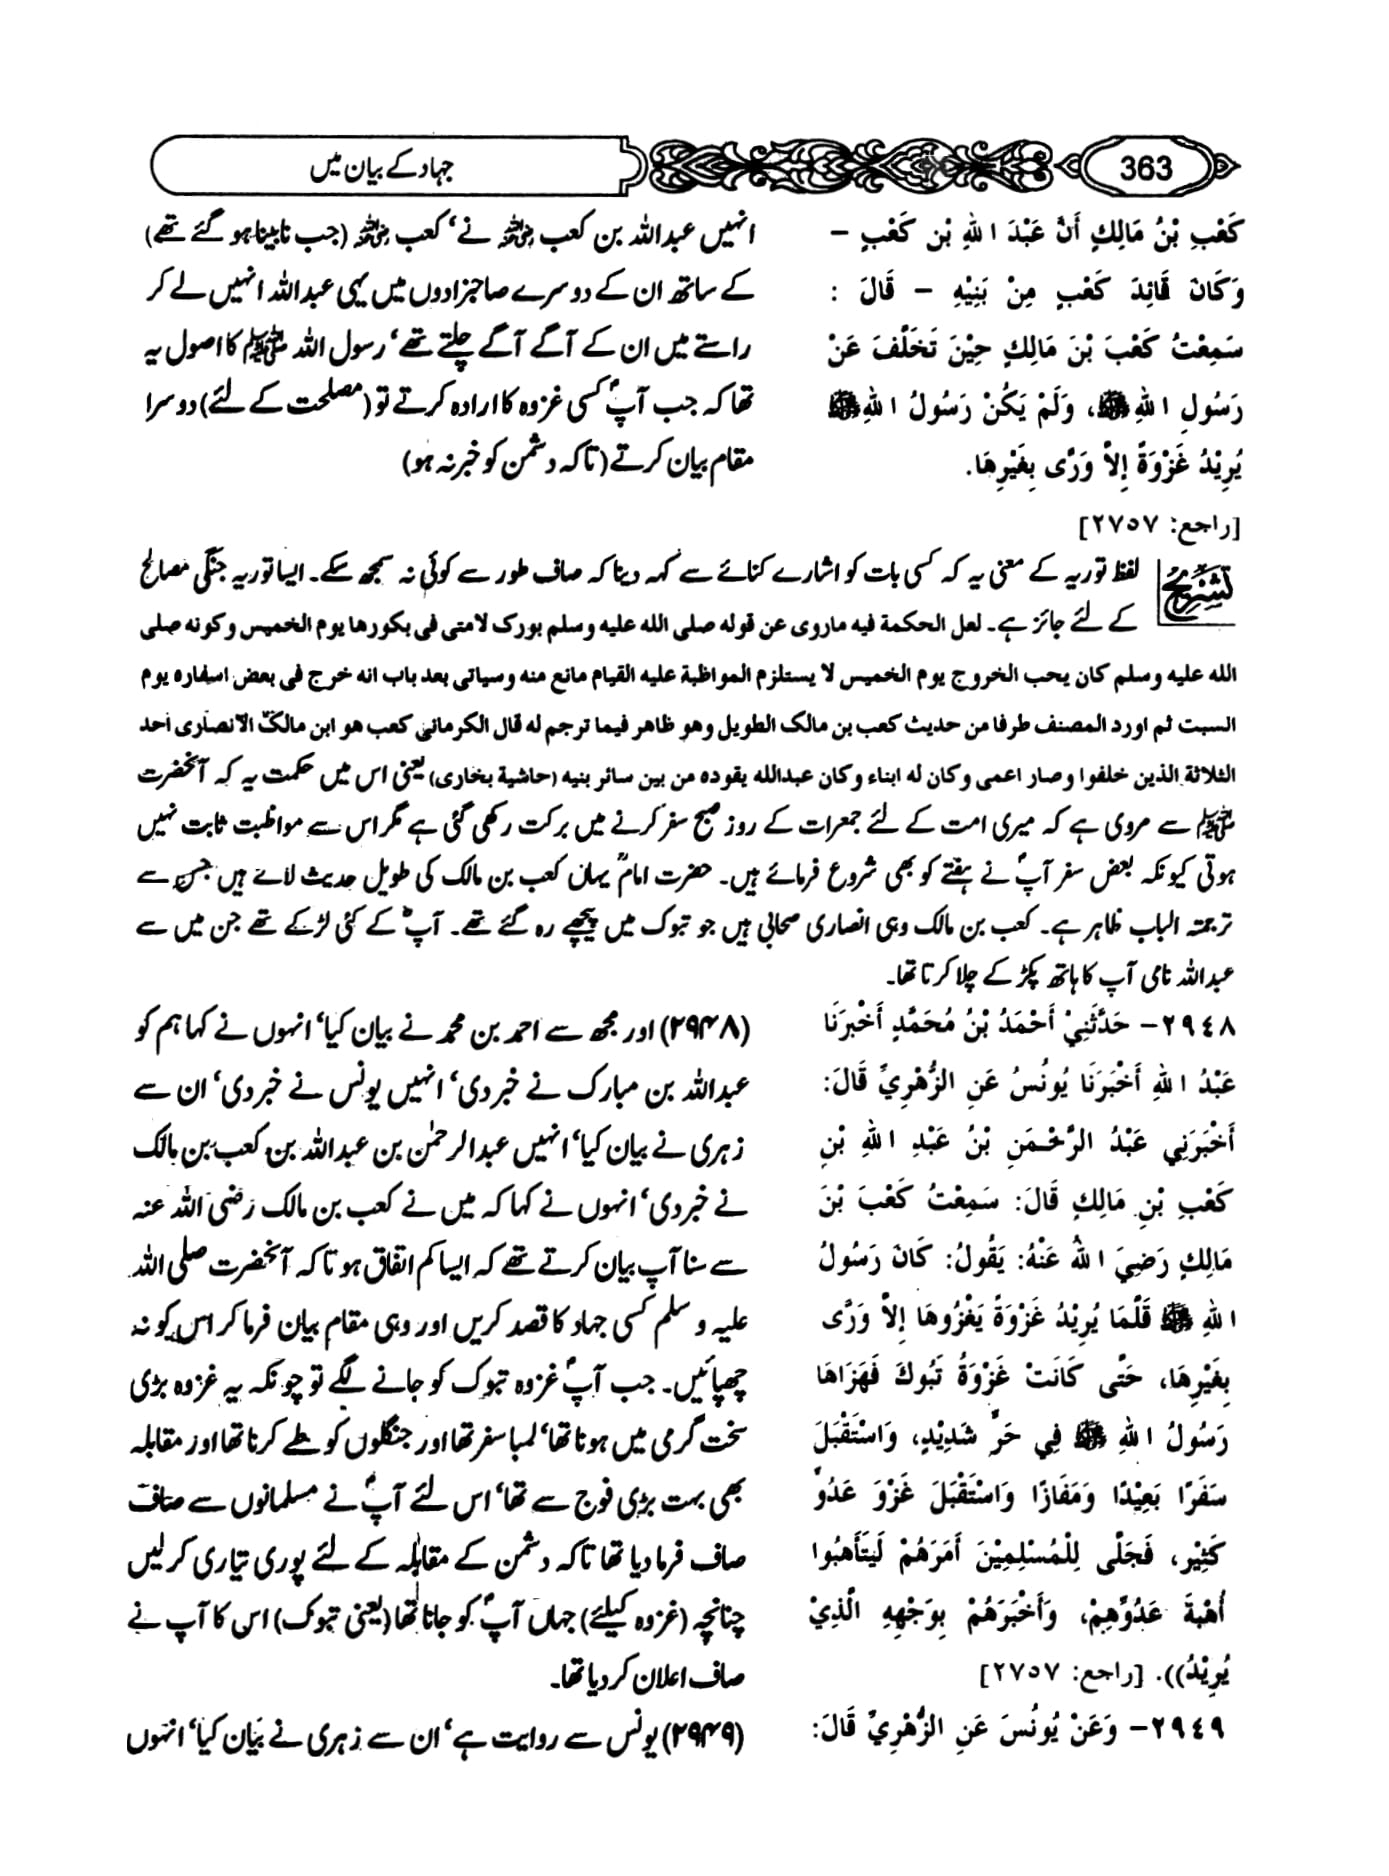 363
جہاد کے بیان میں
كَعْبِ بْنُ مَالِكٍ أَنَّ عَبْدَ اللهِ بْن كَعْبٍ –
وَكَانَ قَائِدَ كَعْبٍ مِنْ بَنِيْهِ – قَالَ :
سَمِعْتُ كَعْبَ بْنَ مَالِكٍ حِيْنَ تَخَلَّفَ عَنْ
رَسُولِ اللهِ ﷺ، وَلَمْ يَكُنْ رَسُولُ اللهِ ﷺ
يُرِيْدُ غَزْوَةً إِلاَّ وَرَّى بِغَيْرِهَا.
[راجع: ٢٧٥٧]
انہیں عبداللہ بن کعب ؓ نے‘ کعب ؓ (جب نابینا ہو گئے تھے)
کے ساتھ ان کے دوسرے صاحبزادوں میں یہی عبداللہ انہیں لے کر
راستے میں ان کے آگے آگے چلتے تھے‘ رسول اللہ ﷺ کا اصول یہ
تھا کہ جب آپؐ کسی غزوہ کا ارادہ کرتے تو (مصلحت کے لئے) دوسرا
مقام بیان کرتے (تاکہ دشمن کو خبر نہ ہو)
تشریح لفظ توریہ کے معنی یہ کہ کسی بات کو اشارے کنائے سے کہہ دینا کہ صاف طور سے کوئی نہ سمجھ سکے۔ ایسا توریہ جنگی مصالح
کے لئے جائز ہے۔ لعل الحكمة فيه ماروى عن قوله صلى الله عليه وسلم بورك لامتى فى بكورها يوم الخميس وكونه صلى
الله عليه وسلم كان يحب الخروج يوم الخميس لا يستلزم المواظبة عليه القيام مانع منه وسياتى بعد باب انه خرج فى بعض اسفاره يوم
السبت ثم اورد المصنف طرفا من حديث كعب بن مالك الطويل وهو ظاهر فيما ترجم له قال الكرمانى كعب هو ابن مالك الانصارى احد
الثلاثة الذين خلفوا وصار اعمى وكان له ابناء وكان عبدالله يقوده من بين سائر بنيه (حاشية بخارى) یعنی اس میں حکمت یہ کہ آنحضرت
ﷺ سے مروی ہے کہ میری امت کے لئے جمعرات کے روز صبح سفر کرنے میں برکت رکھی گئی ہے مگر اس سے مواظبت ثابت نہیں
ہوتی کیونکہ بعض سفر آپؐ نے ہفتے کو بھی شروع فرمائے ہیں۔ حضرت امامؒ یہاں کعب بن مالک کی طویل حدیث لائے ہیں جس سے
ترجمتہ الباب ظاہر ہے۔ کعب بن مالک وہی انصاری صحابی ہیں جو تبوک میں پیچھے رہ گئے تھے۔ آپؓ کے کئی لڑکے تھے جن میں سے
عبداللہ نامی آپ کا ہاتھ پکڑ کے چلا کرتا تھا۔
٢٩٤٨– حَدَّثَنِيْ أَحْمَدُ بْنُ مُحَمَّدٍ أَخْبَرَنَا
عَبْدُ اللهِ أَخْبَرَنَا يُونُسُ عَنِ الزُّهْرِيِّ قَالَ:
أَخْبَرَنِي عَبْدُ الرَّحْمَنِ بْنُ عَبْدِ اللهِ بْنِ
كَعْبِ بْنِ مَالِكٍ قَالَ: سَمِعْتُ كَعْبَ بْنَ
مَالِكٍ رَضِيَ اللهُ عَنْهُ: يَقُولُ: كَانَ رَسُولُ
اللهِ ﷺ قَلَّمَا يُرِيْدُ غَزْوَةً يَغْزُوهَا إِلاَّ وَرَّى
بِغَيْرِهَا، حَتَّى كَانَتْ غَزْوَةُ تَبُوكَ فَهَزَاهَا
رَسُولُ اللهِ ﷺ فِي حَرٍّ شَدِيْدٍ، وَاسْتَقْبَلَ
سَفَرًا بَعِيْدًا وَمَفَازًا وَاسْتَقْبَلَ غَزْوَ عَدُوٍّ
كَثِيْرٍ، فَجَلَّى لِلْمُسْلِمِيْنَ أَمَرَهُمْ لَيَتَأَهَّبُوا
أُهْبَةَ عَدُوِّهِمْ، وَأَخْبَرَهُمْ بِوَجْهِهِ الَّذِيْ
يُرِيْدُ)). [راجع: ٢٧٥٧]
٢٩٤٩– وَعَنْ يُونُسَ عَنِ الزُّهْرِيِّ قَالَ:
(۲۹۴۸) اور مجھ سے احمد بن محمد نے بیان کیا‘ انہوں نے کہا ہم کو
عبداللہ بن مبارک نے خبر دی‘ انہیں یونس نے خبر دی‘ ان سے
زہری نے بیان کیا‘ انہیں عبدالرحمٰن بن عبداللہ بن کعب بن مالک
نے خبر دی‘ انہوں نے کہا کہ میں نے کعب بن مالک رضی اللہ عنہ
سے سنا آپ بیان کرتے تھے کہ ایسا کم اتفاق ہوتا کہ آنحضرت صلی اللہ
علیہ وسلم کسی جہاد کا قصد کریں اور وہی مقام بیان فرما کر اس کو نہ
چھپائیں۔ جب آپؐ غزوہ تبوک کو جانے لگے تو چونکہ یہ غزوہ بڑی
سخت گرمی میں ہونا تھا‘ لمبا سفر تھا اور جنگلوں کو طے کرنا تھا اور مقابلہ
بھی بہت بڑی فوج سے تھا‘ اس لئے آپؐ نے مسلمانوں سے صاف
صاف فرما دیا تھا تاکہ دشمن کے مقابلہ کے لئے پوری تیاری کر لیں
چنانچہ (غزوہ کیلئے) جہاں آپؐ کو جانا تھا (یعنی تبوک) اس کا آپ نے
صاف اعلان کر دیا تھا۔
(۲۹۴۹) یونس سے روایت ہے‘ ان سے زہری نے بیان کیا‘ انہوں